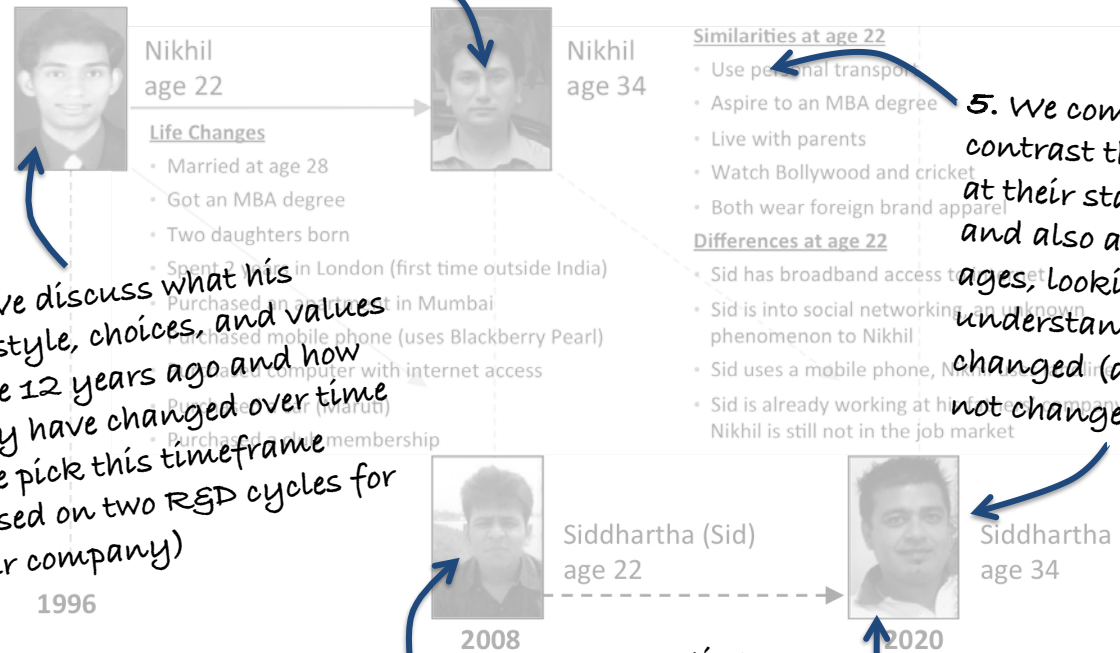 Nikhil
age 22
Life Changes
• Married at age 28
• Got an MBA degree
• Two daughters born
• Spent 2 years in London (first time outside India)
• Purchased an apartment in Mumbai
• Purchased mobile phone (uses Blackberry Pearl)
• Purchased computer with internet access
• Purchased a car (Maruti)
• Purchased a club membership
Nikhil
age 34
Similarities at age 22
• Use personal transport
• Aspire to an MBA degree
• Live with parents
• Watch Bollywood and cricket
• Both wear foreign brand apparel
Differences at age 22
• Sid has broadband access to internet
• Sid is into social networking, an unknown
phenomenon to Nikhil
• Sid uses a mobile phone, Nikhil
• Sid is already working at his company
Nikhil is still not in the job market
5. We com
contrast th
at their sta
and also a
ages, looki
understan
changed (a
not change
ve discuss what his
style, choices, and values
e 12 years ago and how
y have changed over time
e pick this timeframe
sed on two R&D cycles for
r company)
1996
Siddhartha (Sid)
age 22
2008
Siddhartha
age 34
2020